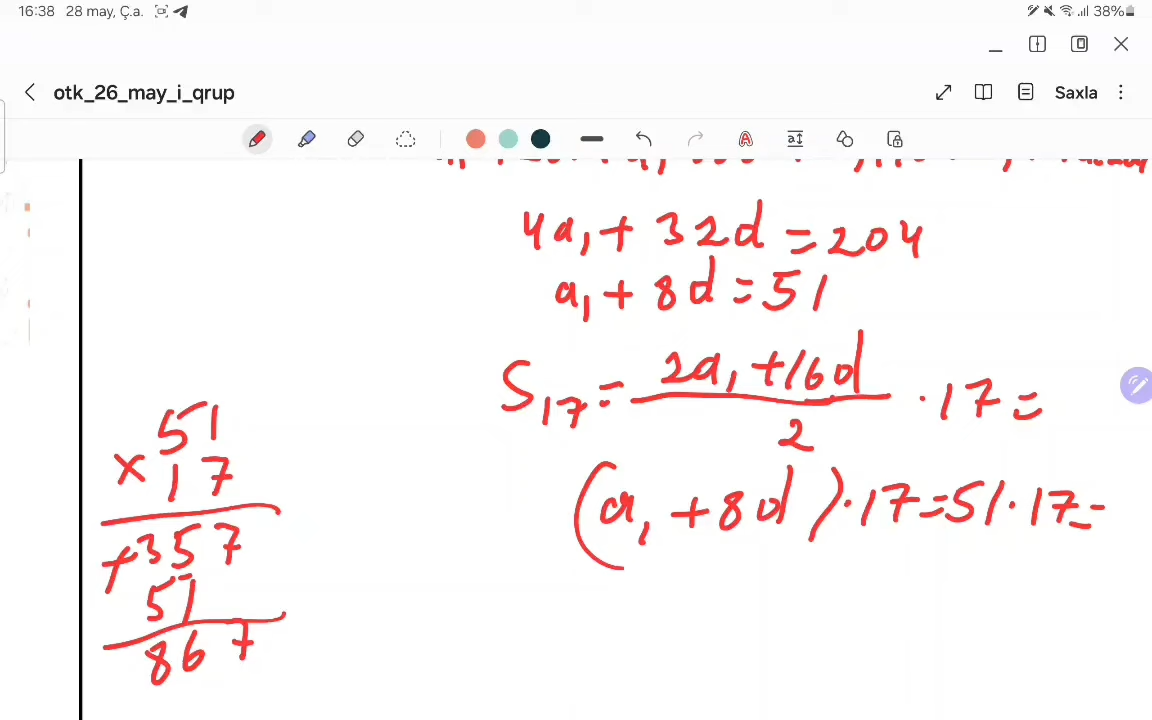 16:38 28 may, Ç.a. 38%
otk_26_may_i_qrup Saxla
4a₁ + 32d = 204
a₁ + 8d = 51
S₁₇ = (2a₁ + 16d)/2 · 17 =
(a₁ + 8d) · 17 = 51 · 17 =
51
× 17
+ 357
51
867